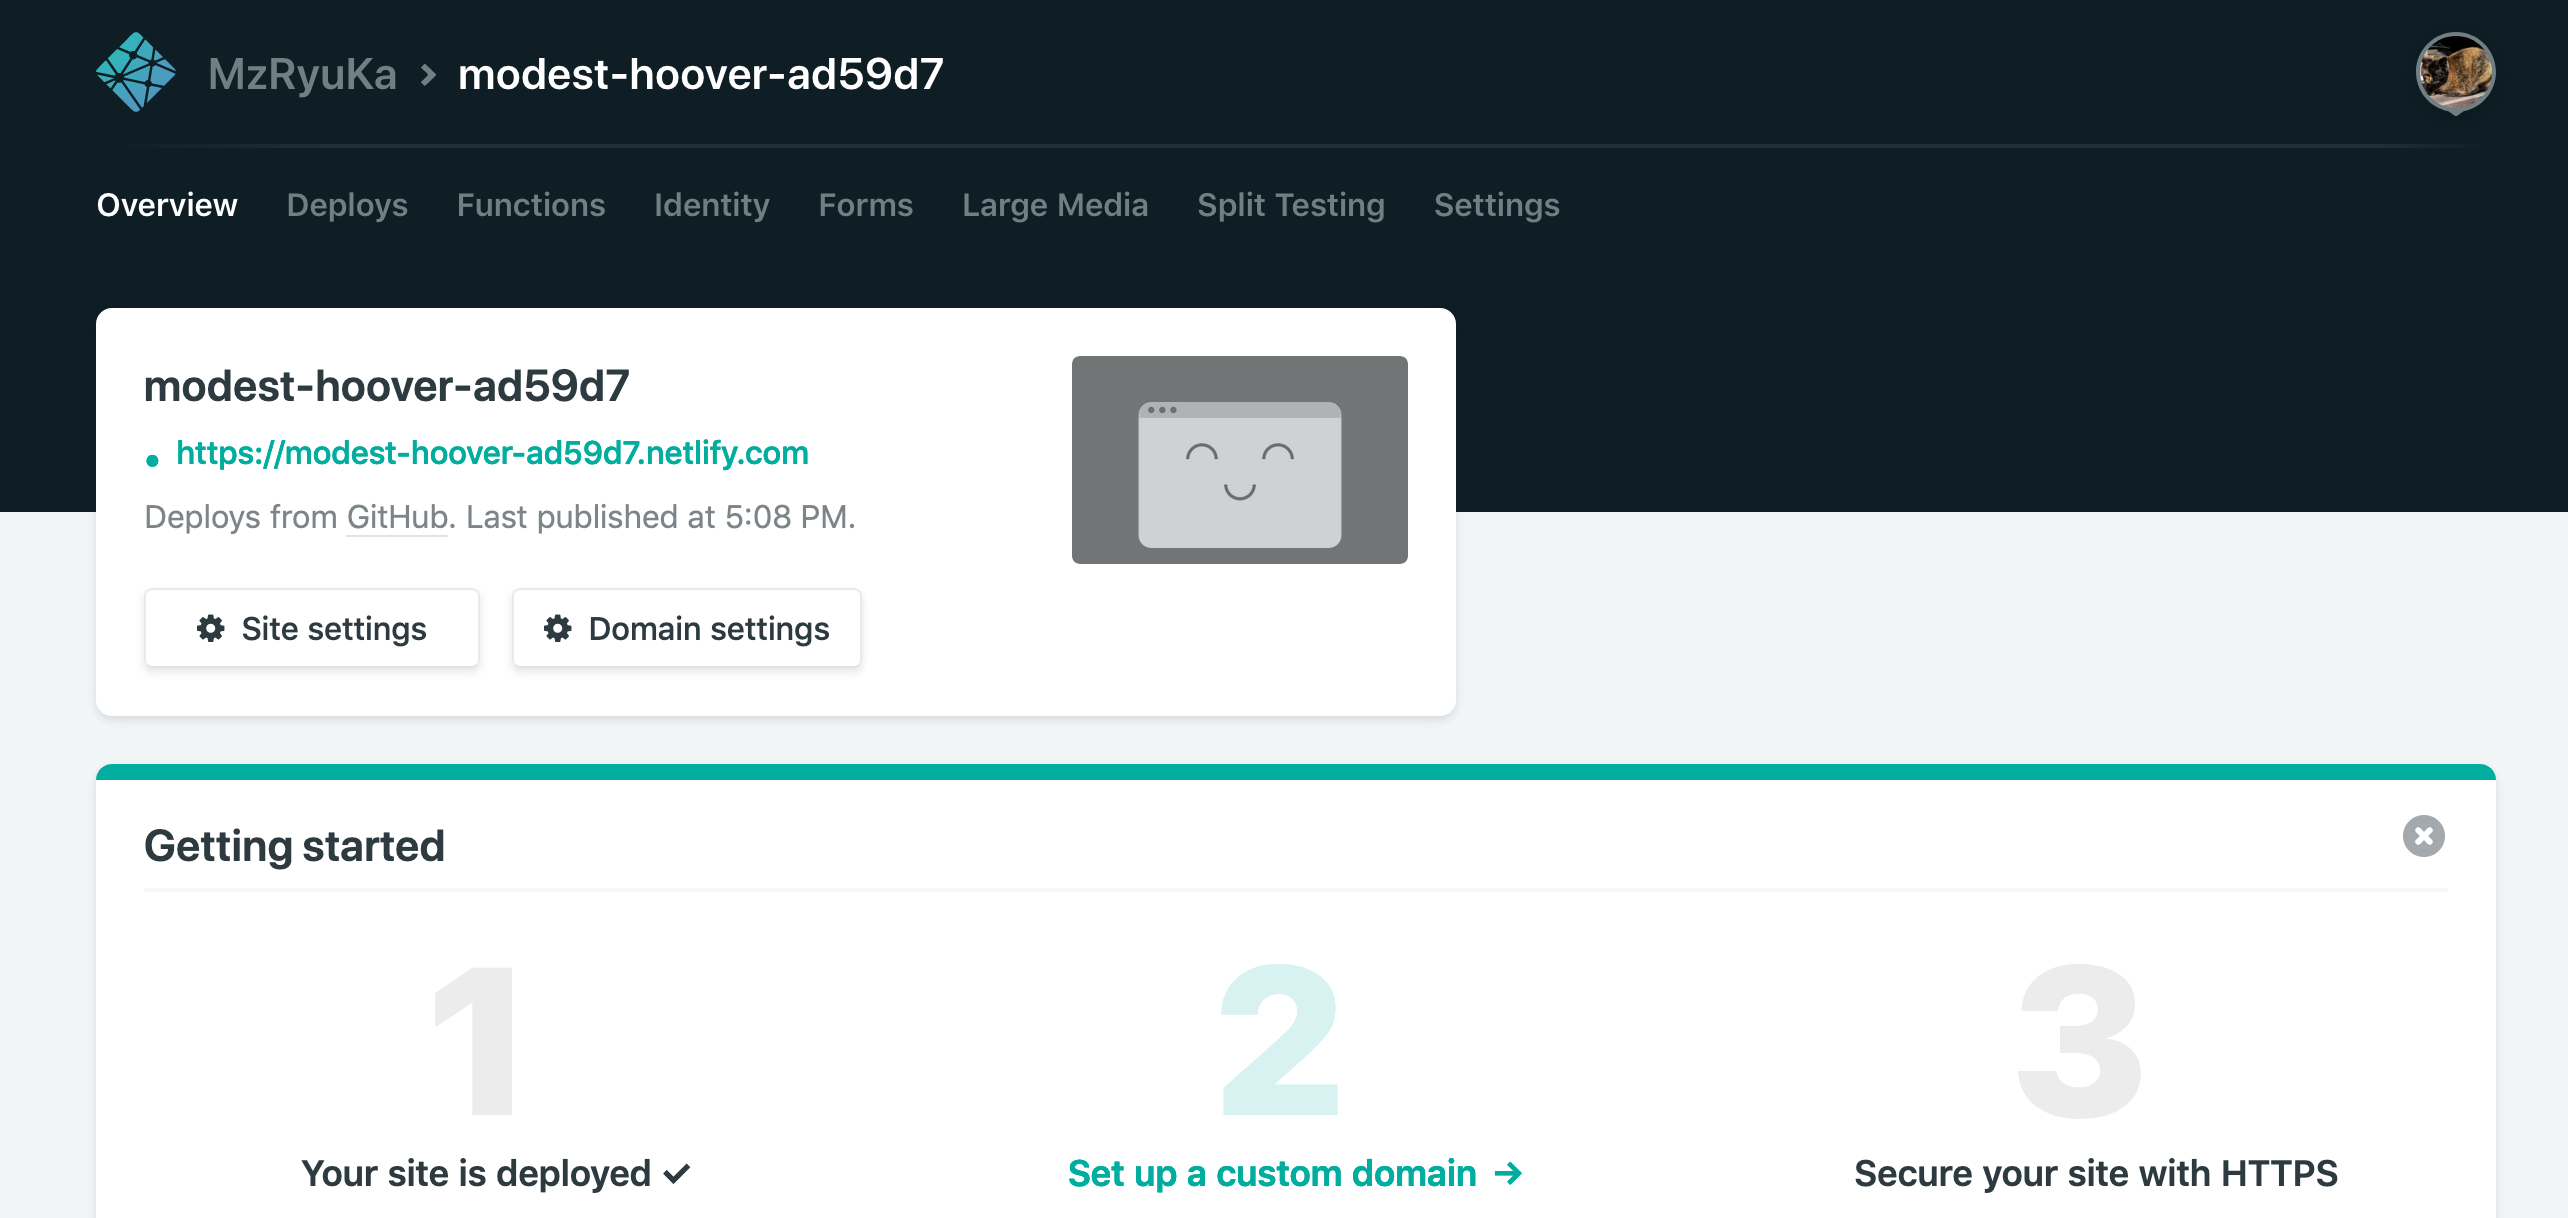 MzRyuKa > modest-hoover-ad59d7
Overview Deploys Functions Identity Forms Large Media Split Testing Settings
modest-hoover-ad59d7
https://modest-hoover-ad59d7.netlify.com
Deploys from GitHub. Last published at 5:08 PM.
Site settings Domain settings
Getting started
1 2 3
Your site is deployed ✓ Set up a custom domain → Secure your site with HTTPS